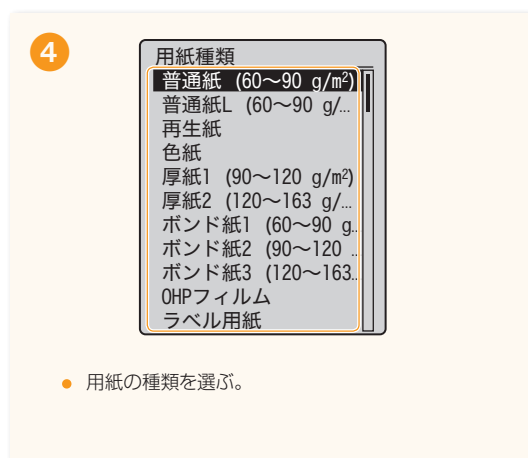 4
用紙種類
普通紙 (60～90 g/m²)
普通紙L (60～90 g/...
再生紙
色紙
厚紙1 (90～120 g/m²)
厚紙2 (120～163 g/...
ボンド紙1 (60～90 g..
ボンド紙2 (90～120 ..
ボンド紙3 (120～163..
OHPフィルム
ラベル用紙
● 用紙の種類を選ぶ。